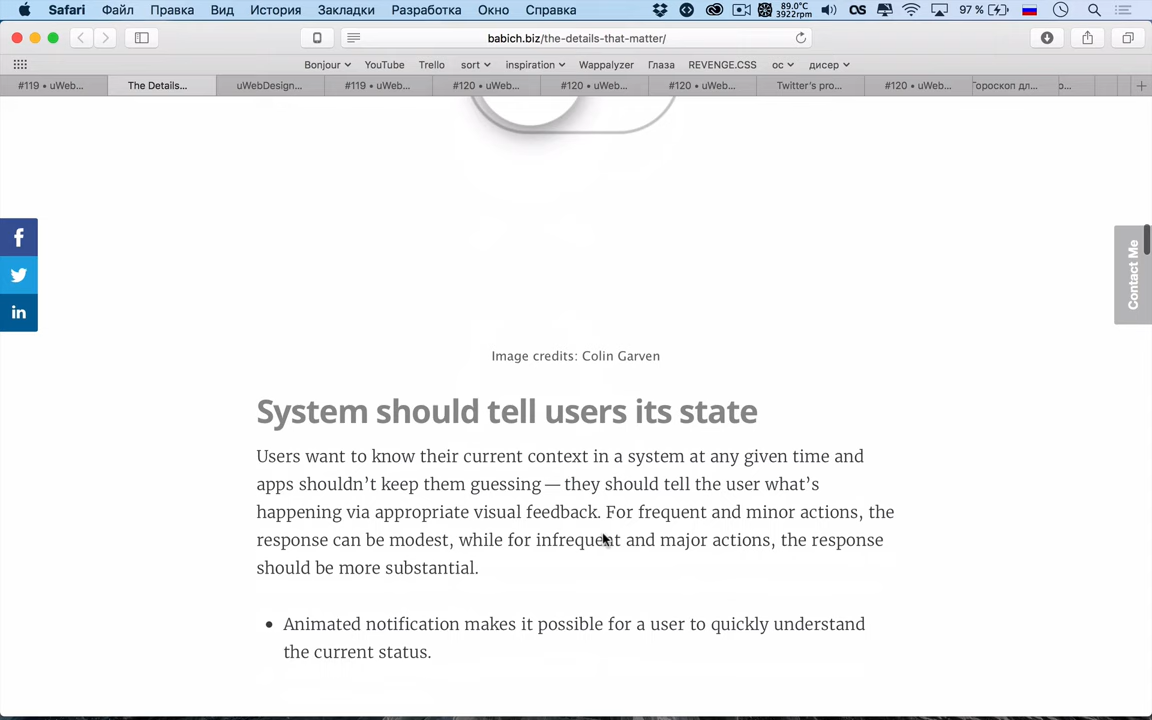 Safari Файл Правка Вид История Закладки Разработка Окно Справка 89.0°C 3922rpm 97 %
babich.biz/the-details-that-matter/
Bonjour YouTube Trello sort inspiration Wappalyzer Глаза REVENGE.CSS ос дисер
#119 • uWeb... The Details... uWebDesign... #119 • uWeb... #120 • uWeb... #120 • uWeb... #120 • uWeb... Twitter's pro... #120 • uWeb... Гороскоп дл...
f
in
Contact Me
Image credits: Colin Garven
System should tell users its state
Users want to know their current context in a system at any given time and
apps shouldn’t keep them guessing — they should tell the user what’s
happening via appropriate visual feedback. For frequent and minor actions, the
response can be modest, while for infrequent and major actions, the response
should be more substantial.
• Animated notification makes it possible for a user to quickly understand
the current status.